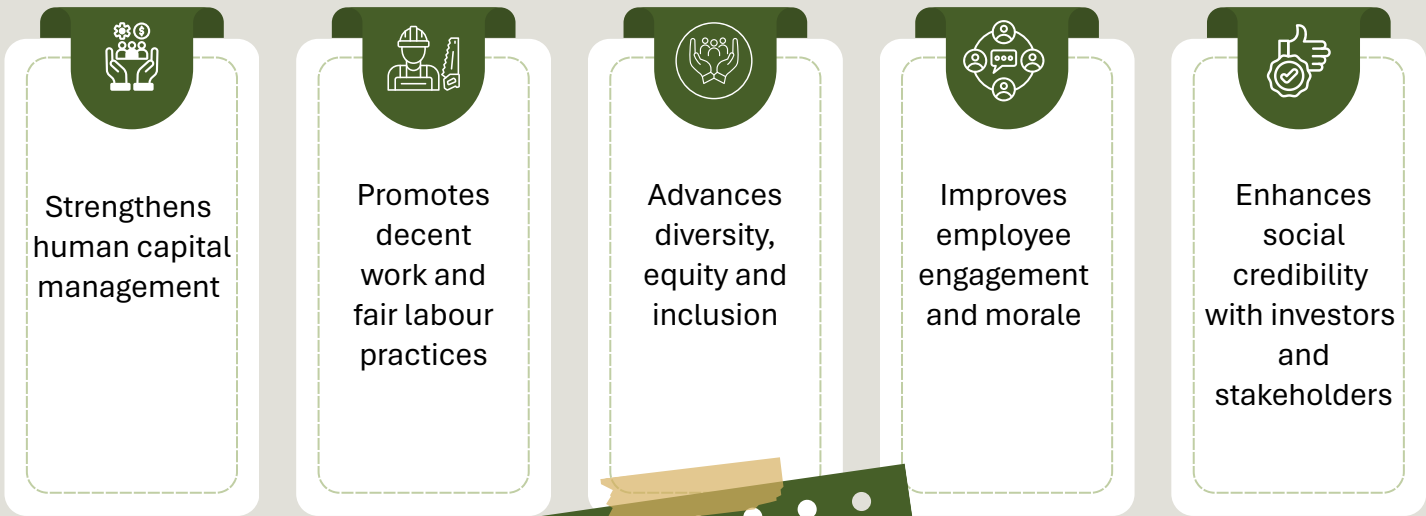 Strengthens
human capital
management
Promotes
decent
work and
fair labour
practices
Advances
diversity,
equity and
inclusion
Improves
employee
engagement
and morale
Enhances
social
credibility
with investors
and
stakeholders